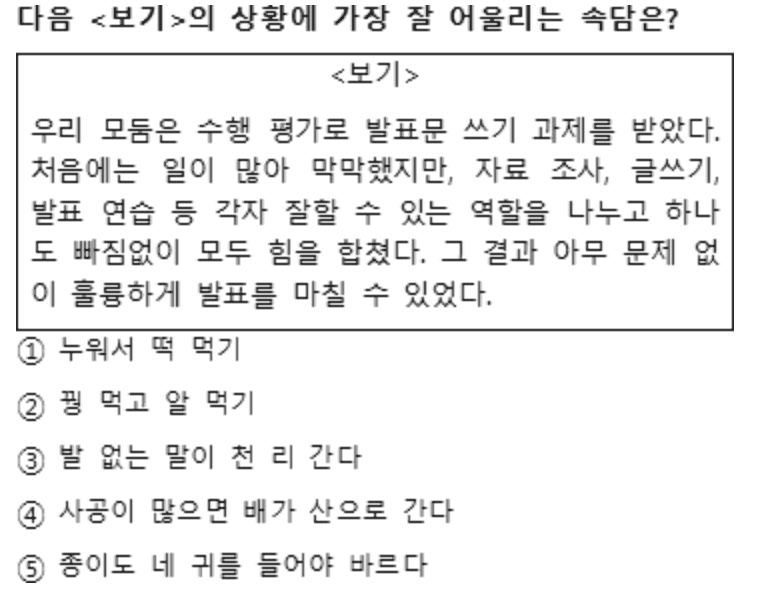 다음 <보기>의 상황에 가장 잘 어울리는 속담은?
<보기>
우리 모둠은 수행 평가로 발표문 쓰기 과제를 받았다.
처음에는 일이 많아 막막했지만, 자료 조사, 글쓰기,
발표 연습 등 각자 잘할 수 있는 역할을 나누고 하나
도 빠짐없이 모두 힘을 합쳤다. 그 결과 아무 문제 없
이 훌륭하게 발표를 마칠 수 있었다.
① 누워서 떡 먹기
② 꿩 먹고 알 먹기
③ 발 없는 말이 천 리 간다
④ 사공이 많으면 배가 산으로 간다
⑤ 종이도 네 귀를 들어야 바르다